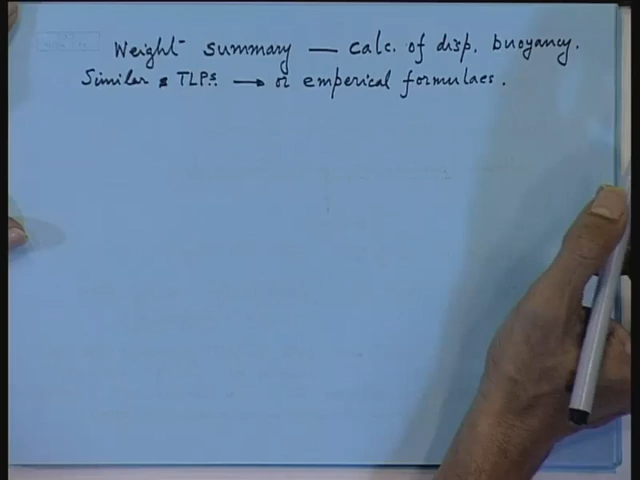 Weight summary — calc. of disp. buoyancy.
Similar TLPs. → or emperical formulaes.